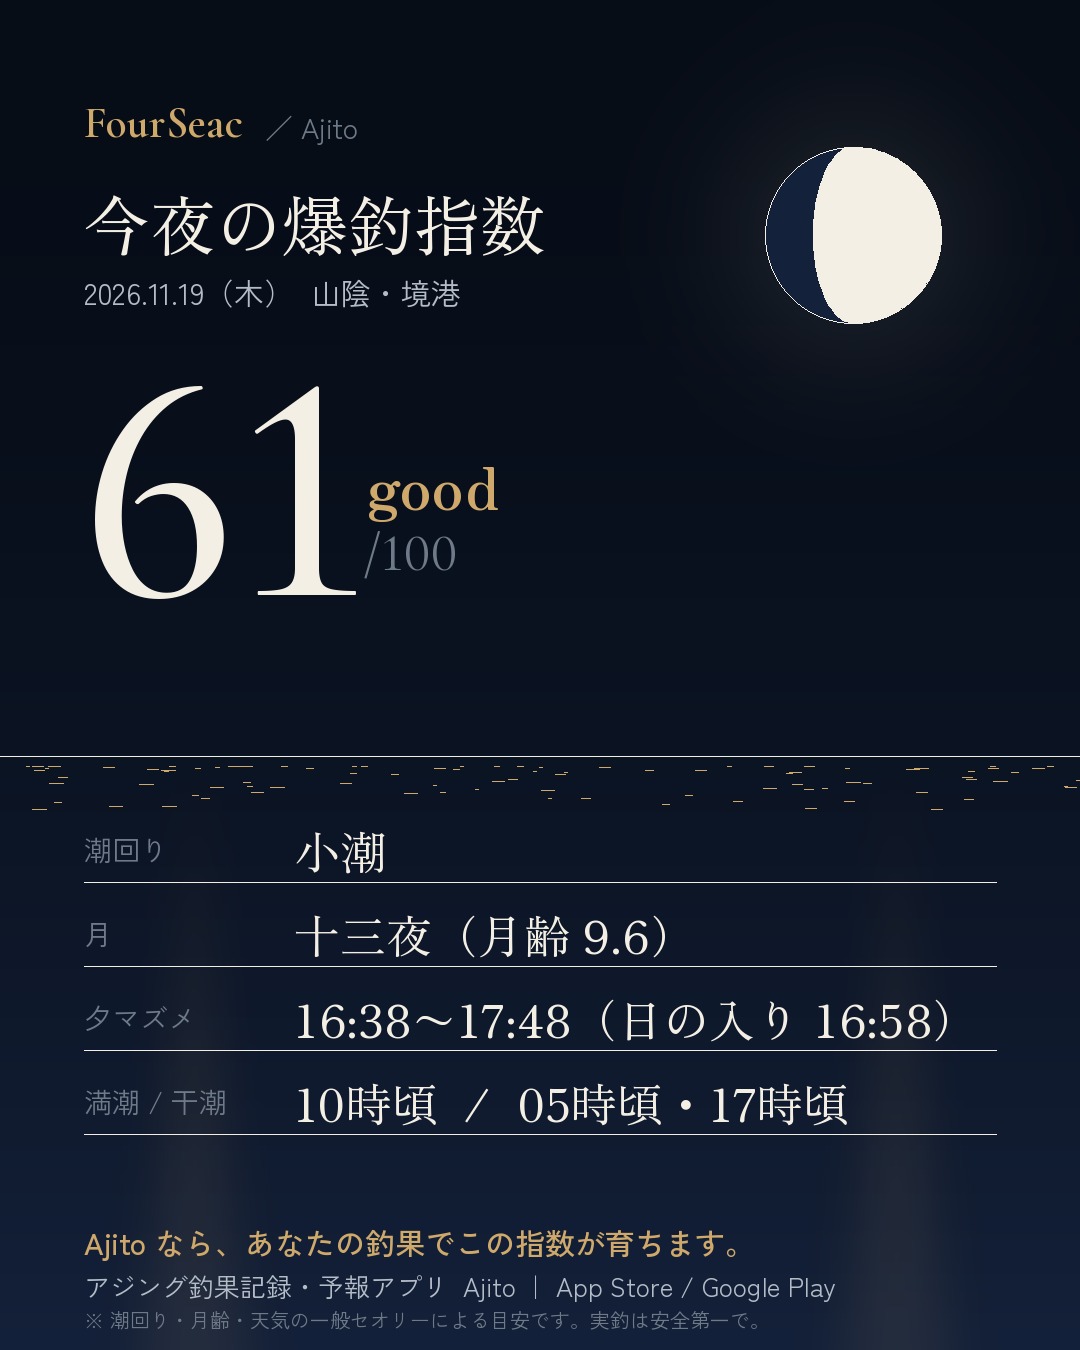 FourSeac ／ Ajito
今夜の爆釣指数
2026.11.19（木） 山陰・境港
61 good
/100
潮回り 小潮
月 十三夜（月齢 9.6）
夕マズメ 16:38〜17:48（日の入り 16:58）
満潮 / 干潮 10時頃 ／ 05時頃・17時頃
Ajito なら、あなたの釣果でこの指数が育ちます。
アジング釣果記録・予報アプリ Ajito ｜ App Store / Google Play
※ 潮回り・月齢・天気の一般セオリーによる目安です。実釣は安全第一で。